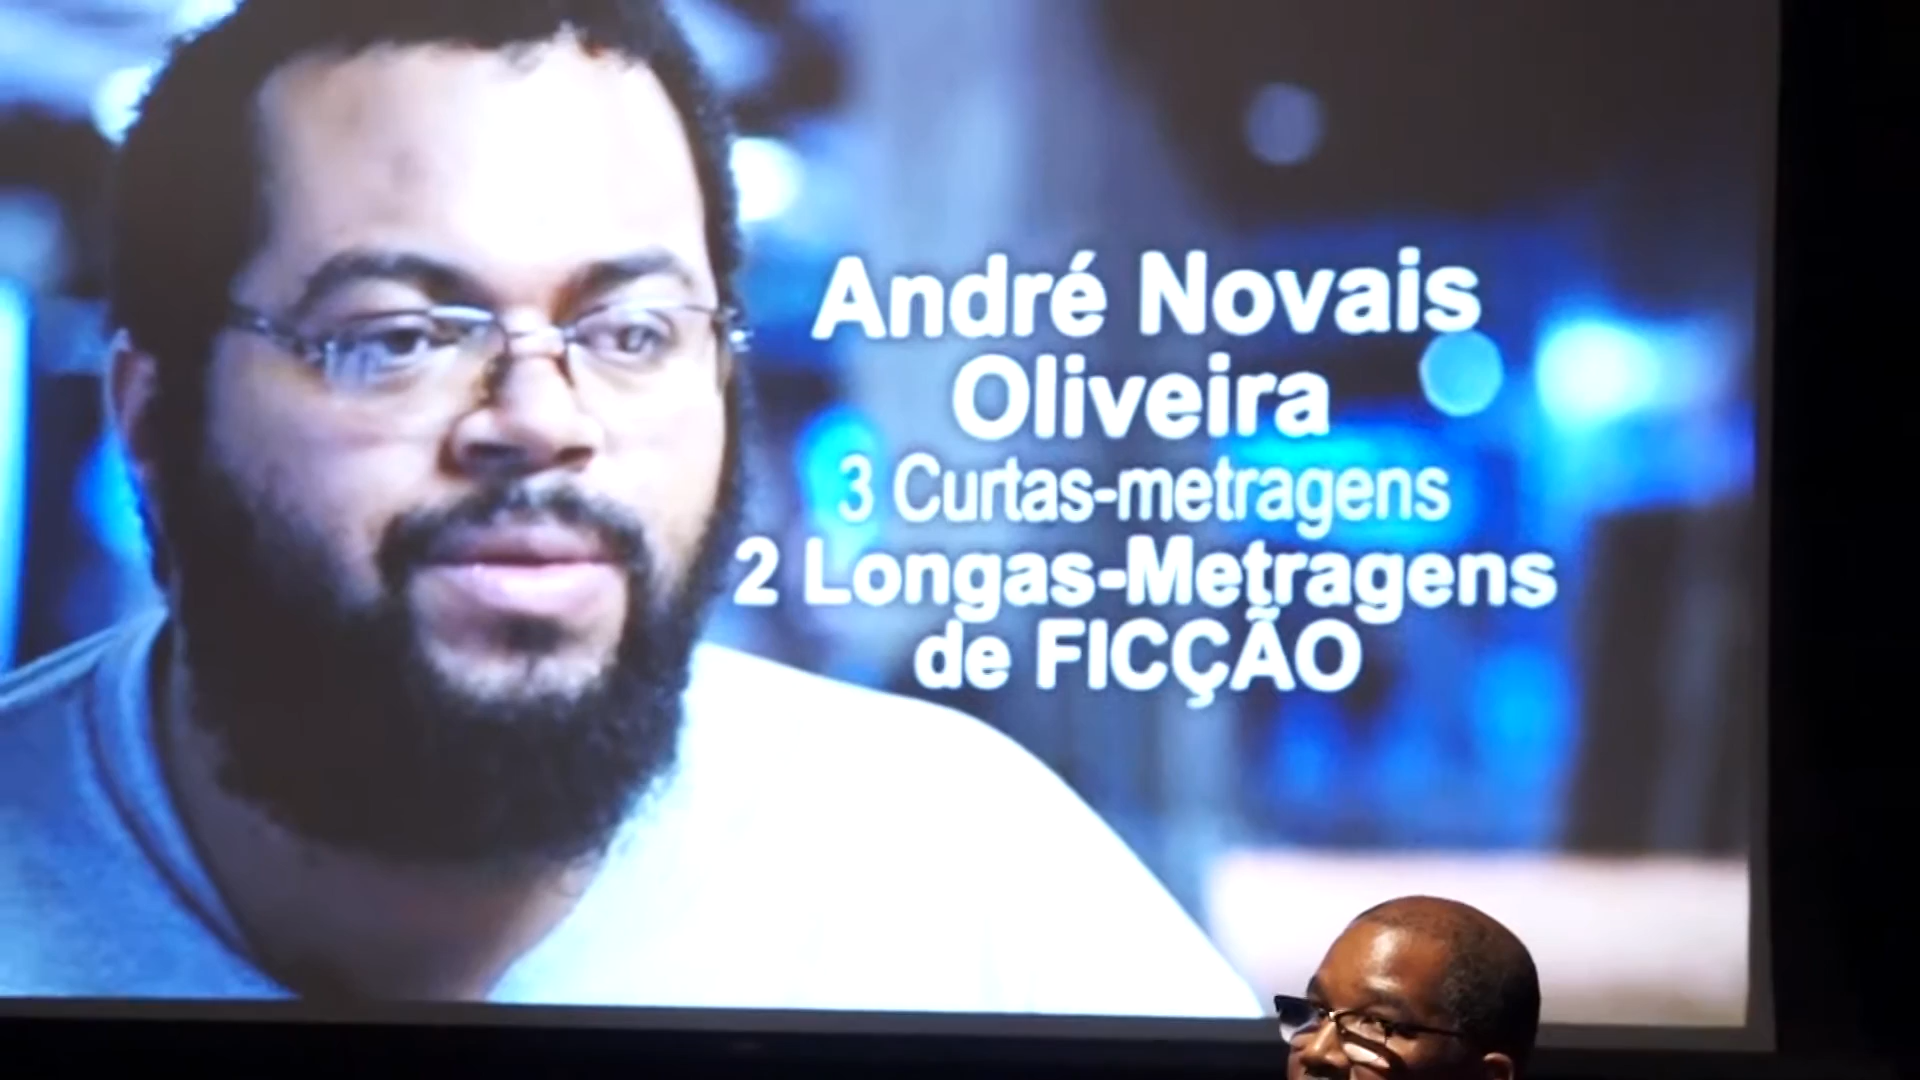 André Novais
Oliveira
3 Curtas-metragens
2 Longas-Metragens
de FICÇÃO